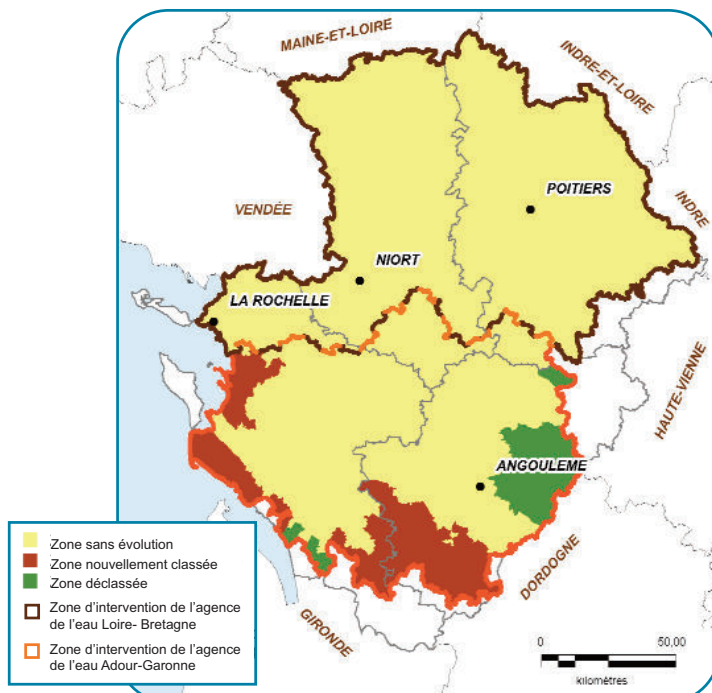 MAINE-ET-LOIRE
INDRE-ET-LOIRE
POITIERS
VENDÉE
INDRE
NIORT
LA ROCHELLE
HAUTE-VIENNE
ANGOULEME
DORDOGNE
GIRONDE
Zone sans évolution
Zone nouvellement classée
Zone déclassée
Zone d'intervention de l'agence
de l'eau Loire- Bretagne
Zone d'intervention de l'agence
de l'eau Adour-Garonne
0 50,00
kilomètres